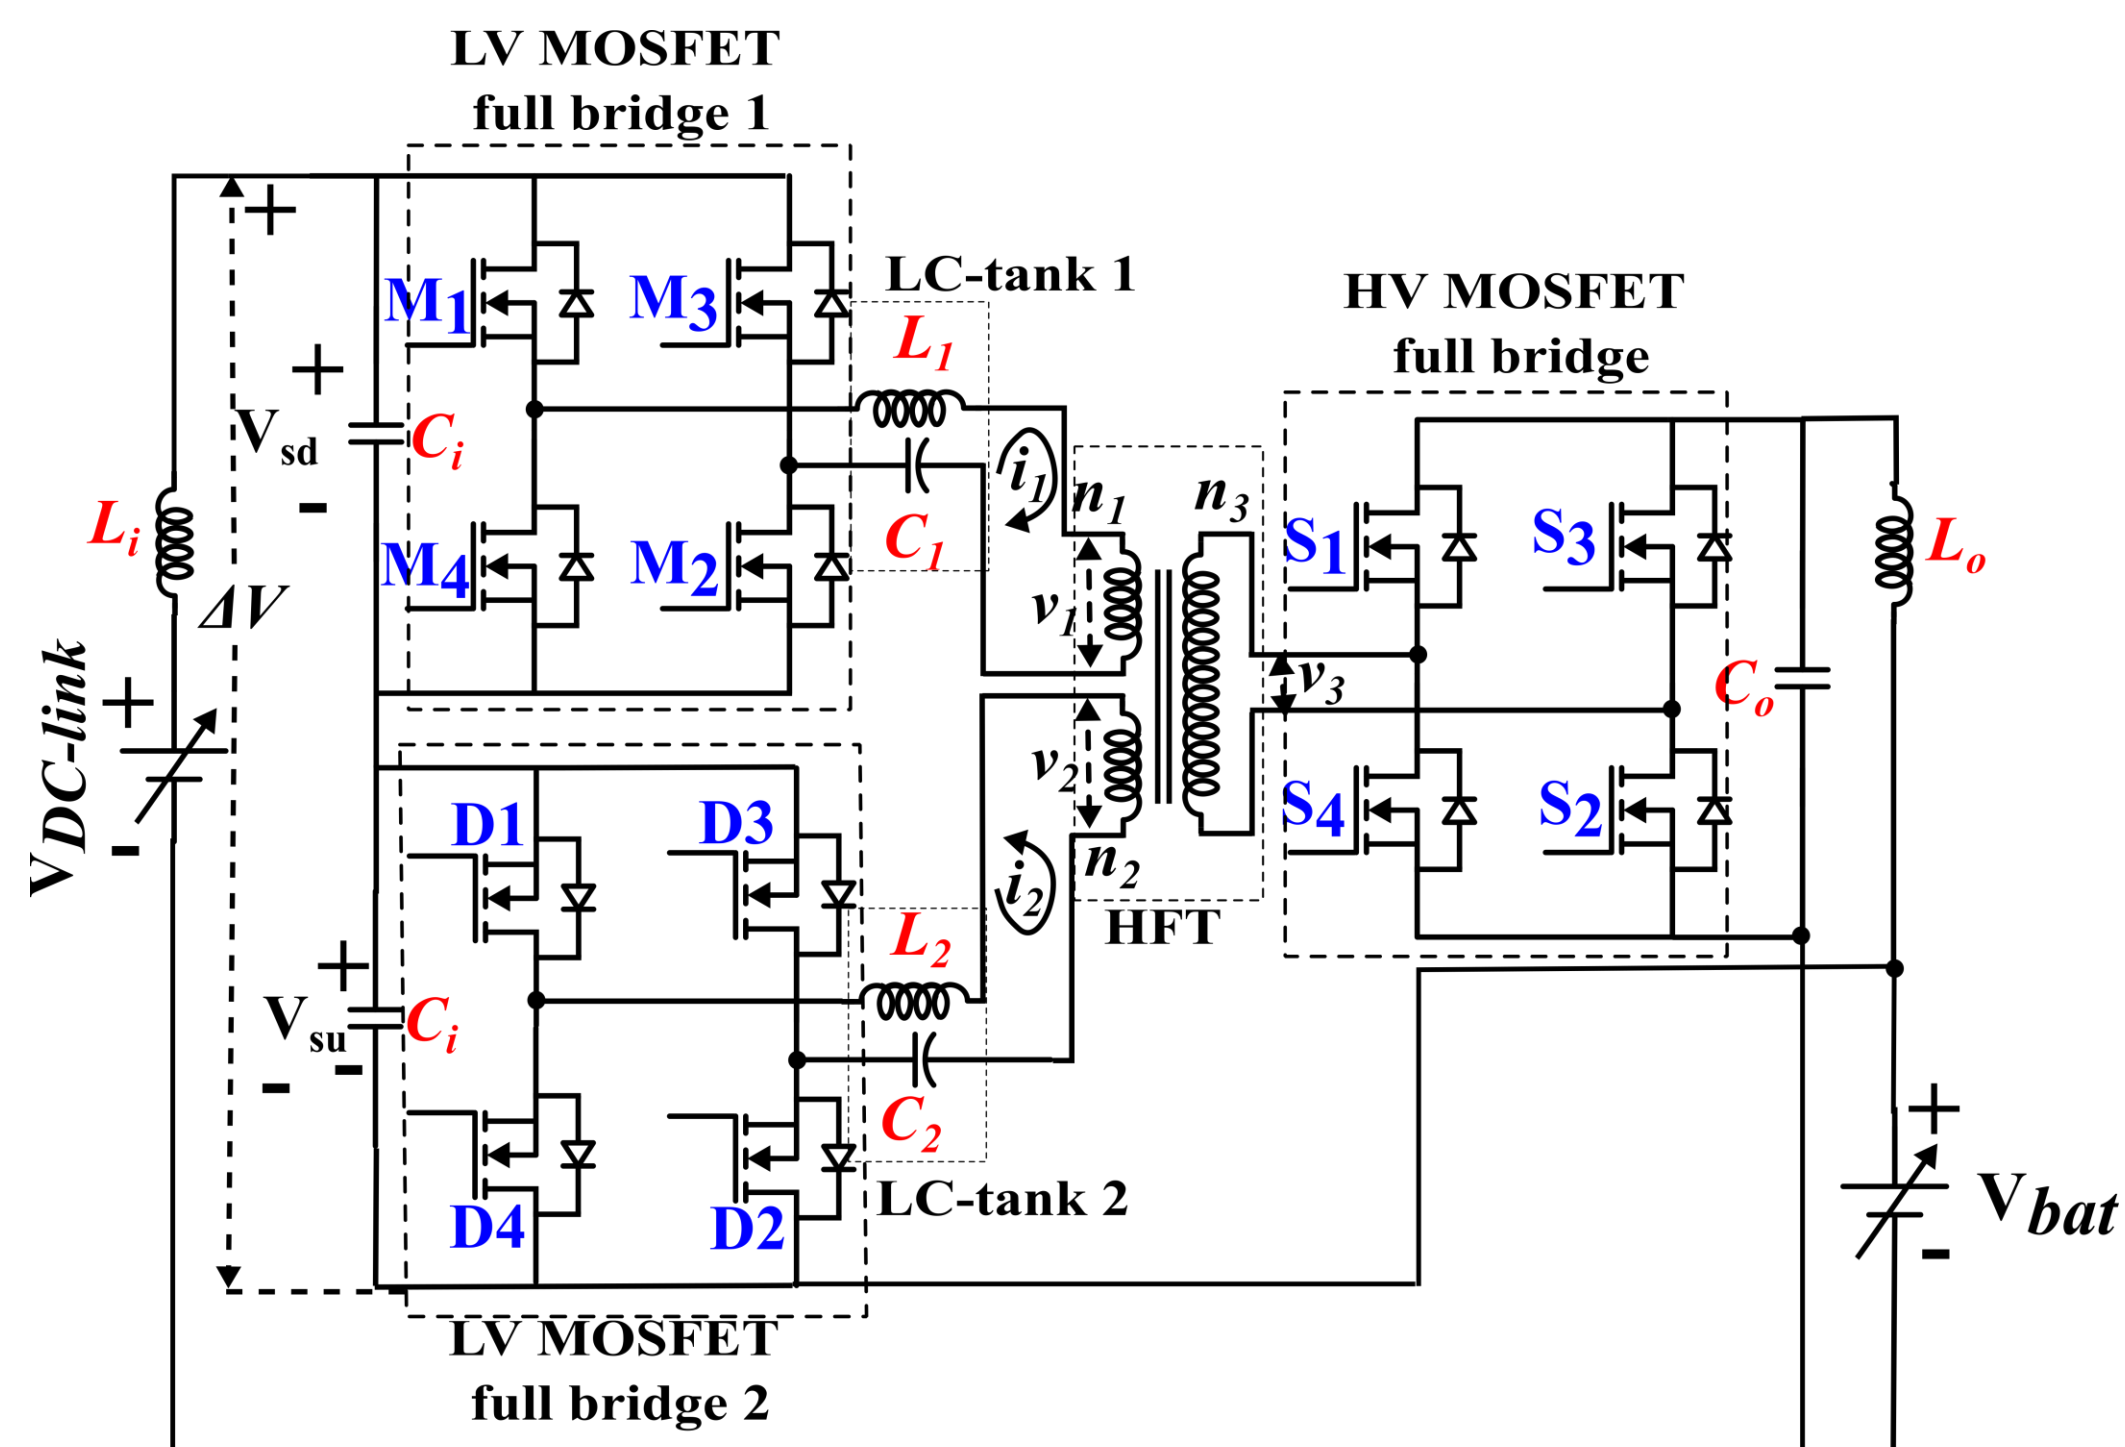 LV MOSFET
full bridge 1
+
M1
M3
LC-tank 1
L1
HV MOSFET
full bridge
+
Vsd
Ci
-
i1
C1
n1
n3
Li
M4
M2
S1
S3
Lo
ΔV
v1
v3
Co
VDC-link
+
-
v2
D1
D3
S4
S2
n2
i2
HFT
L2
+
Vsu
Ci
-
-
C2
+
Vbat
-
D4
D2
LC-tank 2
LV MOSFET
full bridge 2